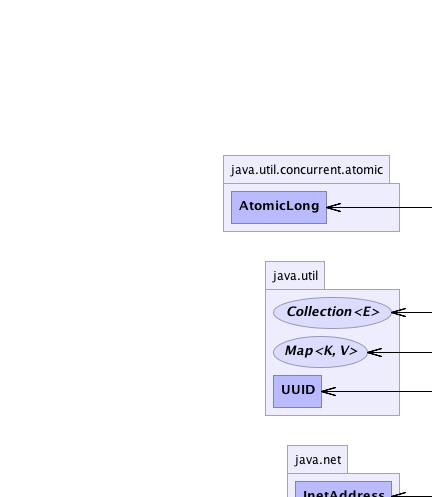 java.util.concurrent.atomic
AtomicLong
java.util
Collection<E>
Map<K, V>
UUID
java.net
InetAddress